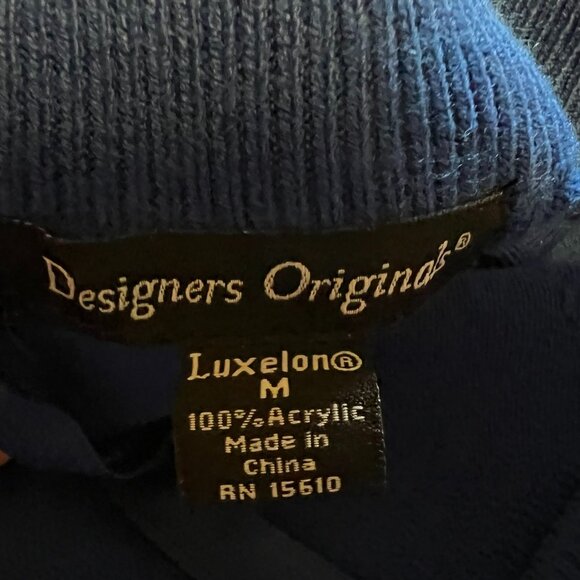 Designers Originals®
Luxelon®
M
100% Acrylic
Made in
China
RN 15610